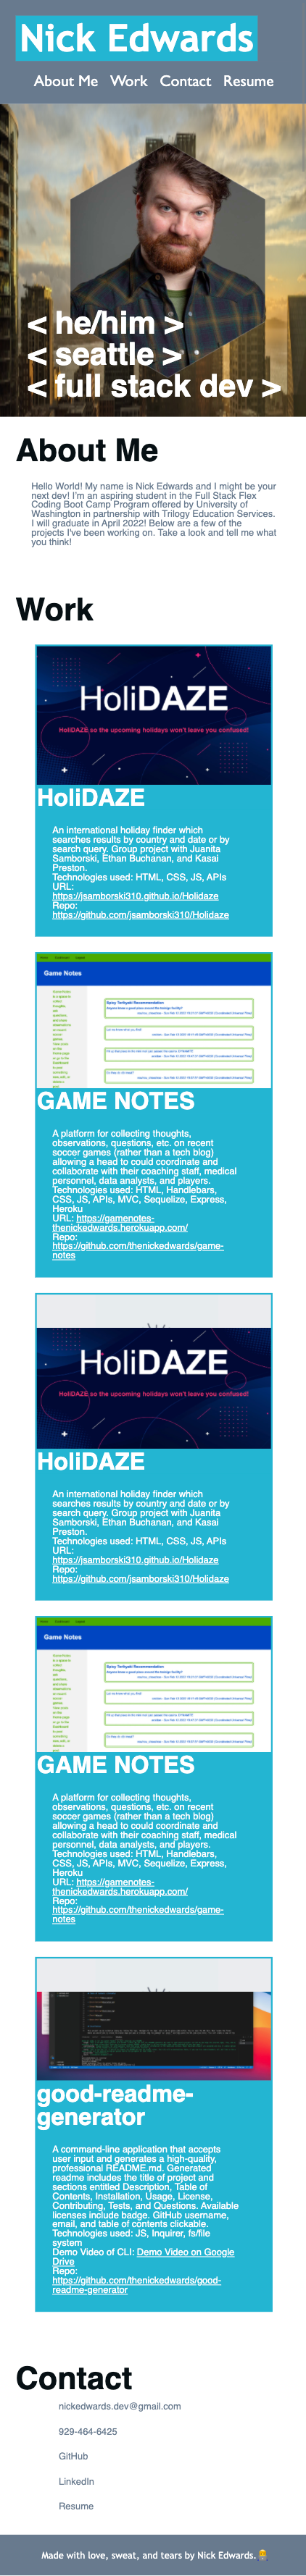 Nick Edwards
About Me Work Contact Resume
< he/him >
< seattle >
< full stack dev >
About Me
Hello World! My name is Nick Edwards and I might be your
next dev! I'm an aspiring student in the Full Stack Flex
Coding Boot Camp Program offered by University of
Washington in partnership with Trilogy Education Services.
I will graduate in April 2022! Below are a few of the
projects I've been working on. Take a look and tell me what
you think!
Work
HoliDAZE
HoliDAZE so the upcoming holidays won't leave you confused!
HoliDAZE
An international holiday finder which
searches results by country and date or by
search query. Group project with Juanita
Samborski, Ethan Buchanan, and Kasai
Preston.
Technologies used: HTML, CSS, JS, APIs
URL:
https://jsamborski310.github.io/Holidaze
Repo:
https://github.com/jsamborski310/Holidaze
Game Notes
GAME NOTES
A platform for collecting thoughts,
observations, questions, etc. on recent
soccer games (rather than a tech blog)
allowing a head to could coordinate and
collaborate with their coaching staff, medical
personnel, data analysts, and players.
Technologies used: HTML, Handlebars,
CSS, JS, APIs, MVC, Sequelize, Express,
Heroku
URL: https://gamenotes-
thenickedwards.herokuapp.com/
Repo:
https://github.com/thenickedwards/game-
notes
HoliDAZE
HoliDAZE so the upcoming holidays won't leave you confused!
HoliDAZE
An international holiday finder which
searches results by country and date or by
search query. Group project with Juanita
Samborski, Ethan Buchanan, and Kasai
Preston.
Technologies used: HTML, CSS, JS, APIs
URL:
https://jsamborski310.github.io/Holidaze
Repo:
https://github.com/jsamborski310/Holidaze
Game Notes
GAME NOTES
A platform for collecting thoughts,
observations, questions, etc. on recent
soccer games (rather than a tech blog)
allowing a head to could coordinate and
collaborate with their coaching staff, medical
personnel, data analysts, and players.
Technologies used: HTML, Handlebars,
CSS, JS, APIs, MVC, Sequelize, Express,
Heroku
URL: https://gamenotes-
thenickedwards.herokuapp.com/
Repo:
https://github.com/thenickedwards/game-
notes
good-readme-
generator
A command-line application that accepts
user input and generates a high-quality,
professional README.md. Generated
readme includes the title of project and
sections entitled Description, Table of
Contents, Installation, Usage, License,
Contributing, Tests, and Questions. Available
licenses include badge. GitHub username,
email, and table of contents clickable.
Technologies used: JS, Inquirer, fs/file
system
Demo Video of CLI: Demo Video on Google
Drive
Repo:
https://github.com/thenickedwards/good-
readme-generator
Contact
nickedwards.dev@gmail.com
929-464-6425
GitHub
LinkedIn
Resume
Made with love, sweat, and tears by Nick Edwards.